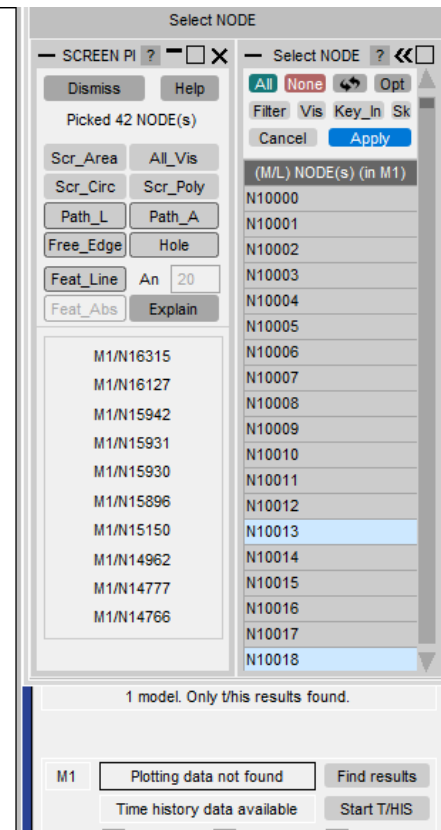 Select NODE
SCREEN PI ?
Dismiss Help
Picked 42 NODE(s)
Scr_Area All_Vis
Scr_Circ Scr_Poly
Path_L Path_A
Free_Edge Hole
Feat_Line An 20
Feat_Abs Explain
M1/N16315
M1/N16127
M1/N15942
M1/N15931
M1/N15930
M1/N15896
M1/N15150
M1/N14962
M1/N14777
M1/N14766
Select NODE ?
All None Opt
Filter Vis Key_In Sk
Cancel Apply
(M/L) NODE(s) (in M1)
N10000
N10001
N10002
N10003
N10004
N10005
N10006
N10007
N10008
N10009
N10010
N10011
N10012
N10013
N10014
N10015
N10016
N10017
N10018
1 model. Only t/his results found.
M1 Plotting data not found Find results
Time history data available Start T/HIS